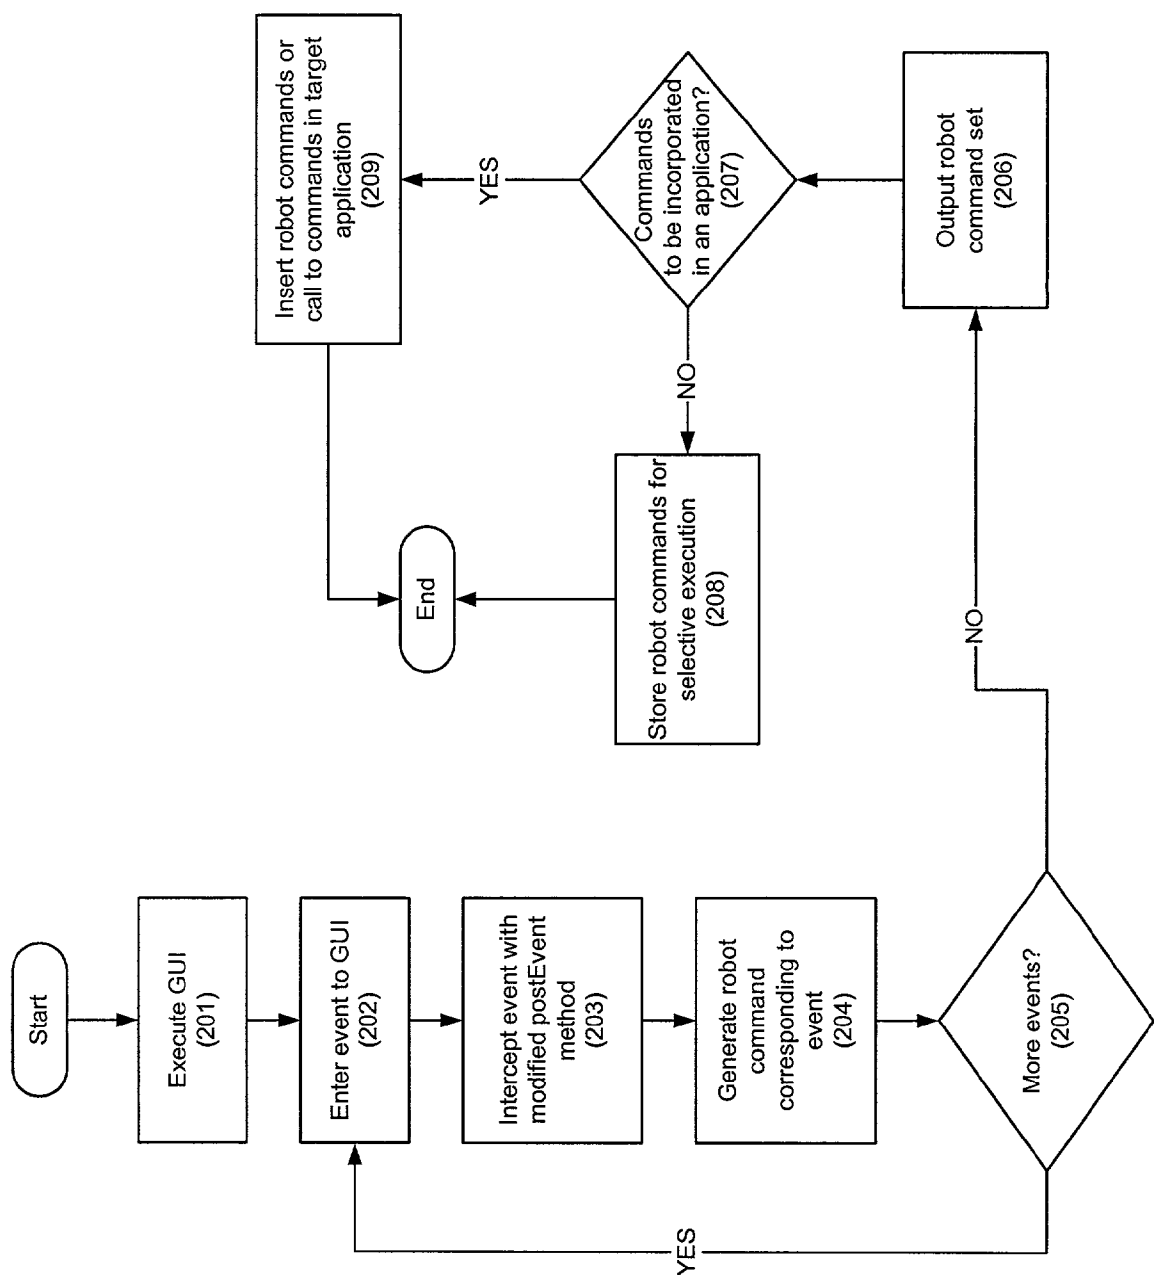 Start
Execute GUI
(201)
Enter event to GUI
(202)
Intercept event with
modified postEvent
method
(203)
Generate robot
command
corresponding to
event
(204)
More events?
(205)
YES
NO
Output robot
command set
(206)
Commands
to be incorporated
in an application?
(207)
NO
YES
Store robot commands for
selective execution
(208)
Insert robot commands or
call to commands in target
application
(209)
End